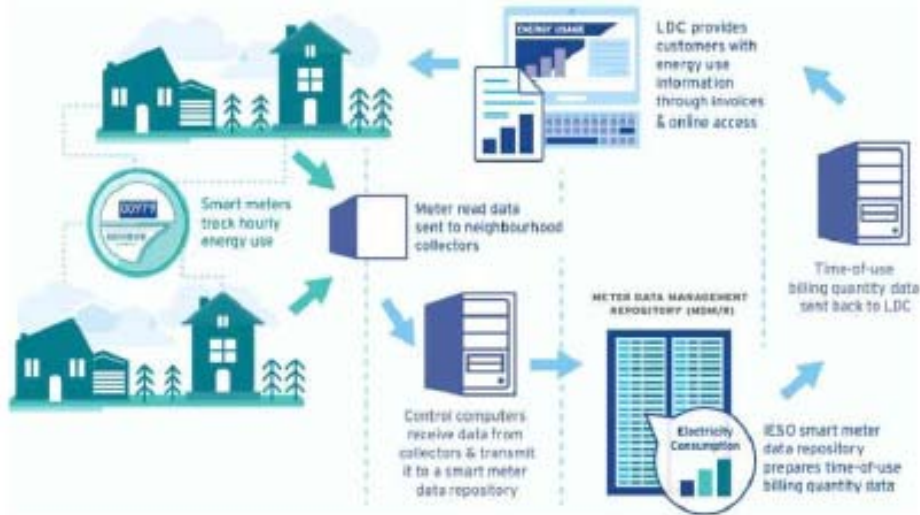 ENERGY USAGE
LDC provides
customers with
energy use
information
through invoices
& online access
Smart meters
track hourly
energy use
Meter read data
sent to neighbourhood
collectors
Time-of-use
billing quantity data
sent back to LDC
METER DATA MANAGEMENT
REPOSITORY (MDM/R)
Control computers
receive data from
collectors & transmit
it to a smart meter
data repository
Electricity
Consumption
IESO smart meter
data repository
prepares time-of-use
billing quantity data